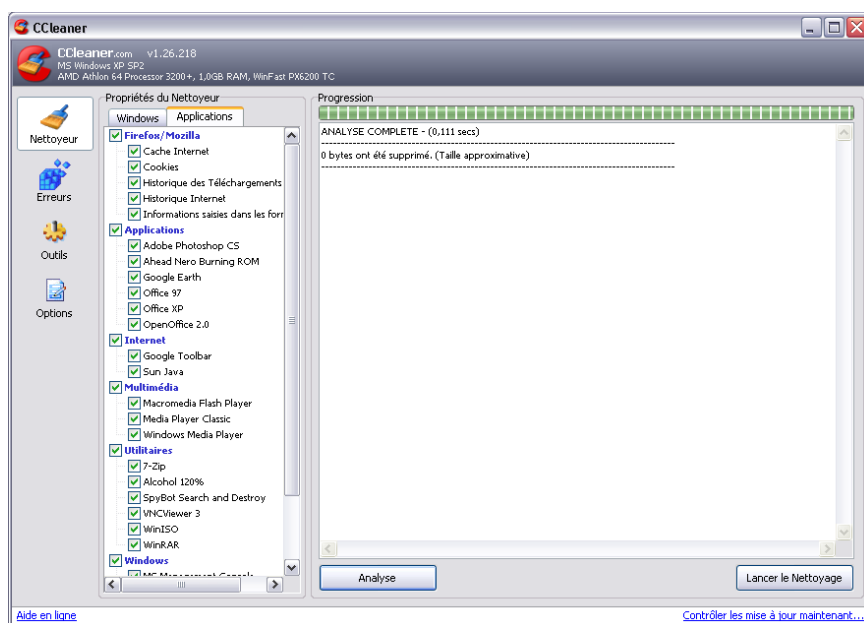 CCleaner
CCleaner.com v1.26.218
MS Windows XP SP2
AMD Athlon 64 Processor 3200+, 1,0GB RAM, WinFast PX6200 TC
Nettoyeur
Erreurs
Outils
Options
Propriétés du Nettoyeur
Windows Applications
Firefox/Mozilla
Cache Internet
Cookies
Historique des Téléchargements
Historique Internet
Informations saisies dans les forr
Applications
Adobe Photoshop CS
Ahead Nero Burning ROM
Google Earth
Office 97
Office XP
OpenOffice 2.0
Internet
Google Toolbar
Sun Java
Multimédia
Macromedia Flash Player
Media Player Classic
Windows Media Player
Utilitaires
7-Zip
Alcohol 120%
SpyBot Search and Destroy
VNCViewer 3
WinISO
WinRAR
Windows
Progression
ANALYSE COMPLETE - (0,111 secs)
0 bytes ont été supprimé. (Taille approximative)
Analyse
Lancer le Nettoyage
Aide en ligne
Contrôler les mise à jour maintenant...